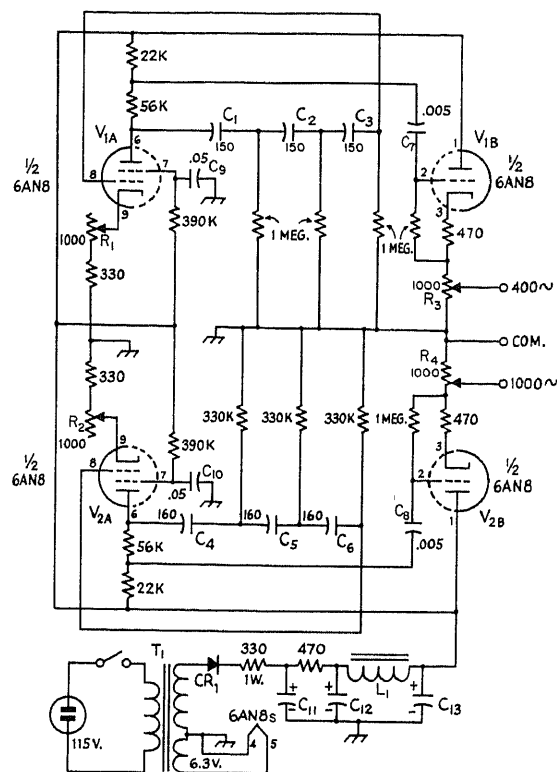 22K
56K
V1A
6
½
6AN8
8
7
9
.05
C9
390K
1000
R1
330
C1
150
C2
150
C3
150
1 MEG.
1 MEG.
.005
C7
V1B
1
½
6AN8
2
3
470
1000
R3
400~
COM.
R4
1000
1000~
330
R2
1000
9
½
6AN8
8
7
390K
C10
.05
6
V2A
330K
330K
330K
1MEG.
470
3
½
6AN8
2
1
V2B
C8
.005
160
C4
160
C5
160
C6
56K
22K
T1
115V.
CR1
330
1W.
470
L1
+
C11
-
+
C12
-
+
C13
-
6AN8s
4
5
6.3V.